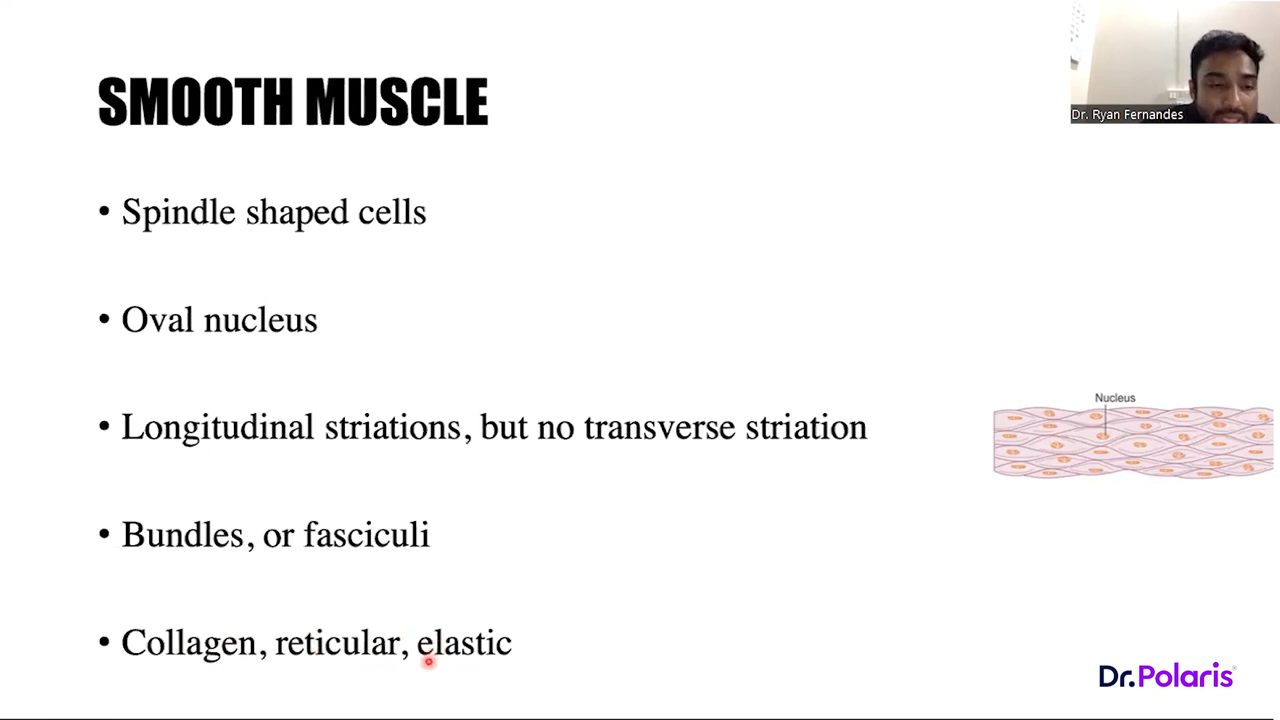 SMOOTH MUSCLE
Dr. Ryan Fernandes
• Spindle shaped cells
• Oval nucleus
• Longitudinal striations, but no transverse striation
Nucleus
• Bundles, or fasciculi
• Collagen, reticular, elastic
Dr.Polaris